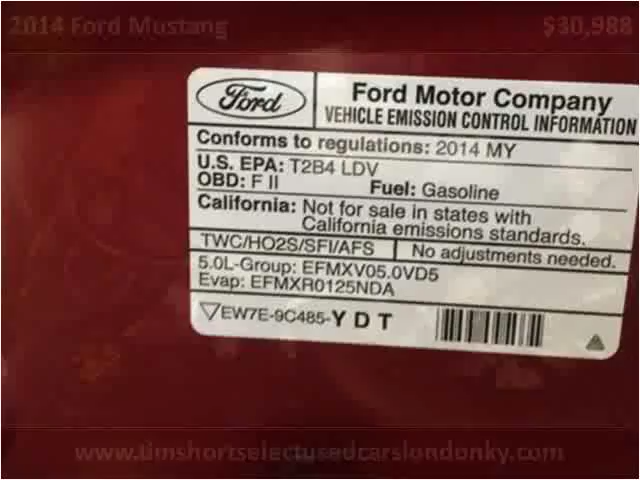 2014 Ford Mustang $30,988
Ford
Ford Motor Company
VEHICLE EMISSION CONTROL INFORMATION
Conforms to regulations: 2014 MY
U.S. EPA: T2B4 LDV
OBD: F II Fuel: Gasoline
California: Not for sale in states with
California emissions standards.
TWC/HO2S/SFI/AFS No adjustments needed.
5.0L-Group: EFMXV05.0VD5
Evap: EFMXR0125NDA
EW7E-9C485-Y D T
www.timshortselectusedcarslondonky.com